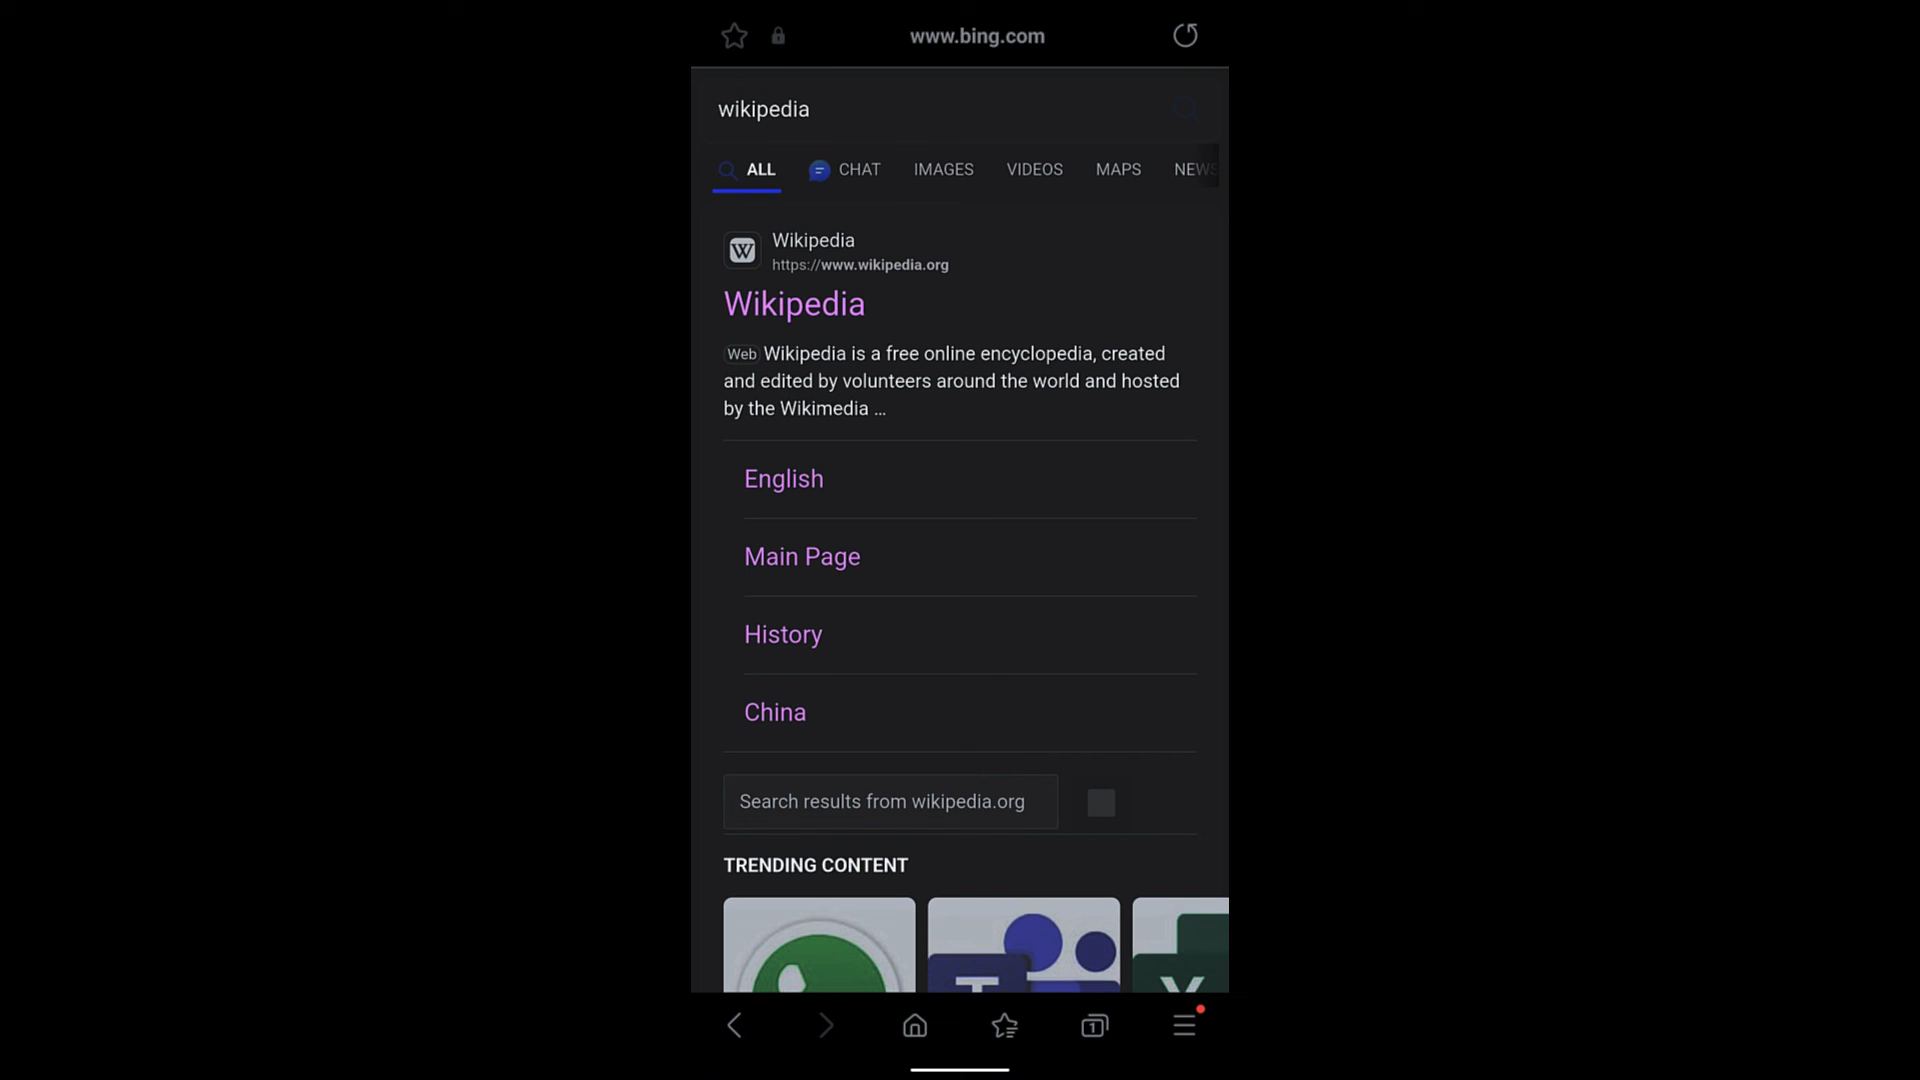 www.bing.com
wikipedia
ALL CHAT IMAGES VIDEOS MAPS NEWS
W
Wikipedia
https://www.wikipedia.org
Wikipedia
Web Wikipedia is a free online encyclopedia, created
and edited by volunteers around the world and hosted
by the Wikimedia ...
English
Main Page
History
China
Search results from wikipedia.org
TRENDING CONTENT
T
X
1